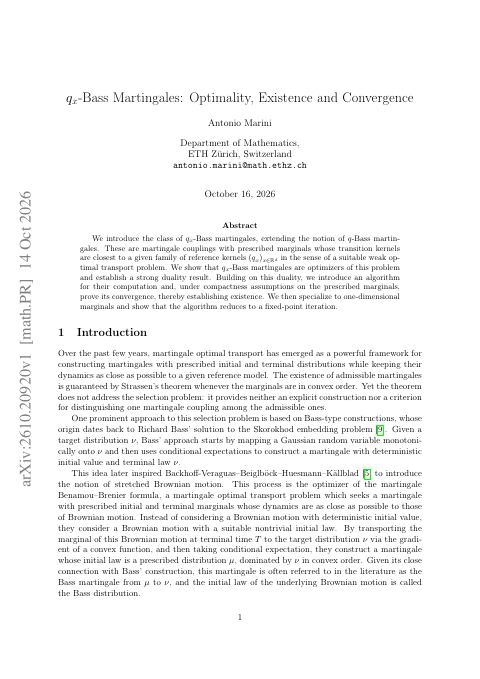 q_x-Bass Martingales: Optimality, Existence and Convergence
Antonio Marini
Department of Mathematics,
ETH Zürich, Switzerland
antonio.marini@math.ethz.ch
October 16, 2026
Abstract
We introduce the class of q_x-Bass martingales, extending the notion of q-Bass martin-
gales. These are martingale couplings with prescribed marginals whose transition kernels
are closest to a given family of reference kernels (q_x)_{x∈ℝ^d} in the sense of a suitable weak op-
timal transport problem. We show that q_x-Bass martingales are optimizers of this problem
and establish a strong duality result. Building on this duality, we introduce an algorithm
for their computation and, under compactness assumptions on the prescribed marginals,
prove its convergence, thereby establishing existence. We then specialize to one-dimensional
marginals and show that the algorithm reduces to a fixed-point iteration.
1 Introduction
Over the past few years, martingale optimal transport has emerged as a powerful framework for
constructing martingales with prescribed initial and terminal distributions while keeping their
dynamics as close as possible to a given reference model. The existence of admissible martingales
is guaranteed by Strassen's theorem whenever the marginals are in convex order. Yet the theorem
does not address the selection problem: it provides neither an explicit construction nor a criterion
for distinguishing one martingale coupling among the admissible ones.
One prominent approach to this selection problem is based on Bass-type constructions, whose
origin dates back to Richard Bass' solution to the Skorokhod embedding problem [9]. Given a
target distribution ν, Bass' approach starts by mapping a Gaussian random variable monotoni-
cally onto ν and then uses conditional expectations to construct a martingale with deterministic
initial value and terminal law ν.
This idea later inspired Backhoff-Veraguas–Beiglböck–Huesmann–Källblad [5] to introduce
the notion of stretched Brownian motion. This process is the optimizer of the martingale
Benamou–Brenier formula, a martingale optimal transport problem which seeks a martingale
with prescribed initial and terminal marginals whose dynamics are as close as possible to those
of Brownian motion. Instead of considering a Brownian motion with deterministic initial value,
they consider a Brownian motion with a suitable nontrivial initial law. By transporting the
marginal of this Brownian motion at terminal time T to the target distribution ν via the gradi-
ent of a convex function, and then taking conditional expectation, they construct a martingale
whose initial law is a prescribed distribution μ, dominated by ν in convex order. Given its close
connection with Bass' construction, this martingale is often referred to in the literature as the
Bass martingale from μ to ν, and the initial law of the underlying Brownian motion is called
the Bass distribution.
1
arXiv:2610.20920v1 [math.PR] 14 Oct 2026